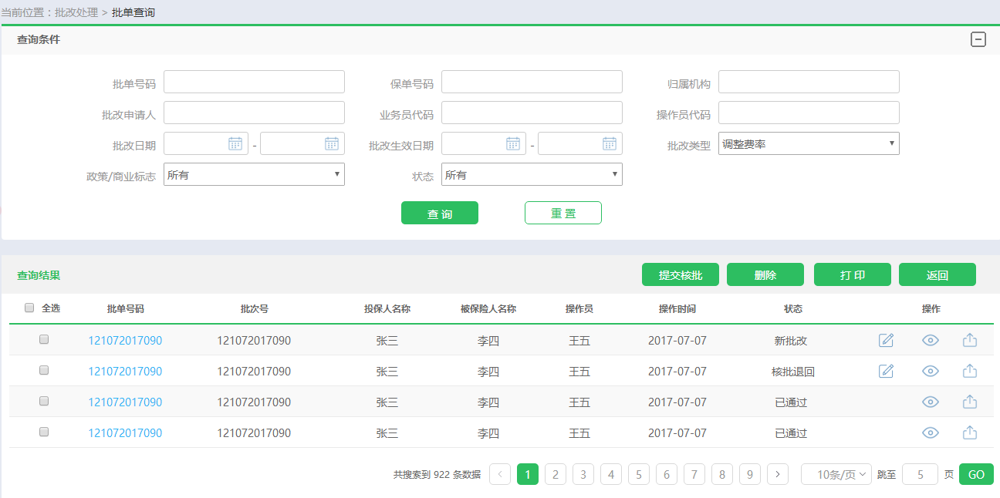 当前位置：批改处理 > 批单查询
查询条件
批单号码 保单号码 归属机构
批改申请人 业务员代码 操作员代码
批改日期 - 批改生效日期 - 批改类型 调整费率
政策/商业标志 所有 状态 所有
查 询 重 置
查询结果 提交核批 删除 打 印 返回
全选 批单号码 批次号 投保人名称 被保险人名称 操作员 操作时间 状态 操作
121072017090 121072017090 张三 李四 王五 2017-07-07 新批改
121072017090 121072017090 张三 李四 王五 2017-07-07 核批退回
121072017090 121072017090 张三 李四 王五 2017-07-07 已通过
121072017090 121072017090 张三 李四 王五 2017-07-07 已通过
共搜索到 922 条数据 < 1 2 3 4 5 6 7 8 9 > 10条/页 跳至 5 页 GO